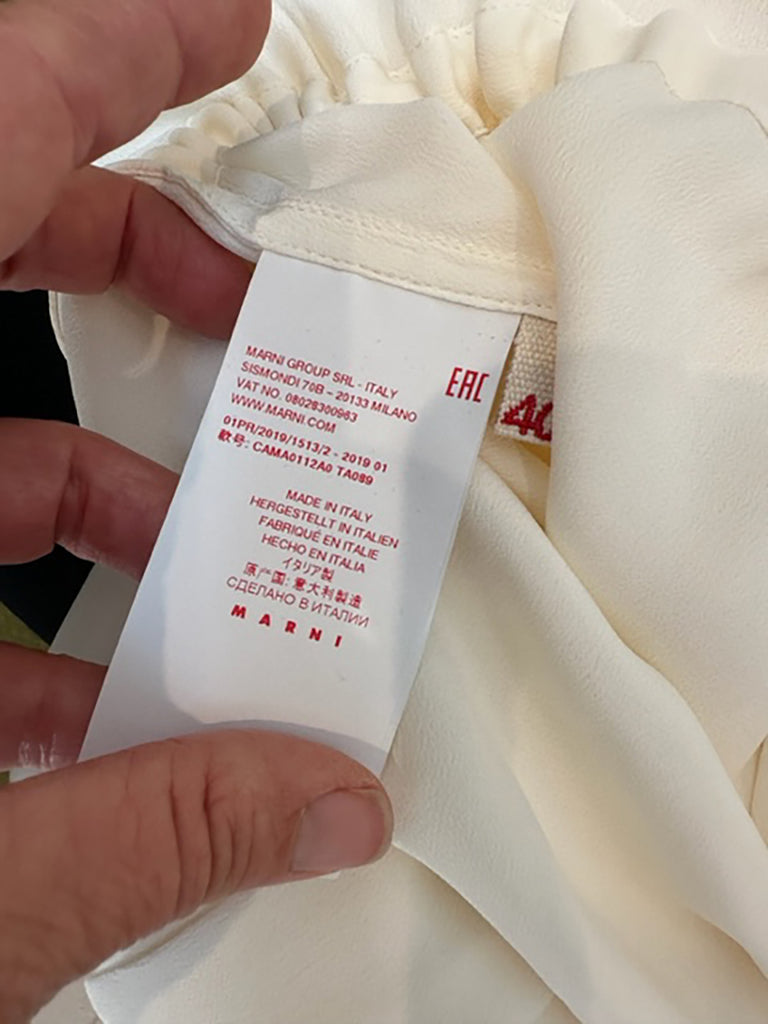 MARNI GROUP SRL - ITALY
SISMONDI 70B – 20133 MILANO
VAT NO. 08028300963
WWW.MARNI.COM
EAC
40
01PR/2019/1513/2 - 2019 01
款号: CAMA0112A0 TA089
MADE IN ITALY
HERGESTELLT IN ITALIEN
FABRIQUÉ EN ITALIE
HECHO EN ITALIA
イタリア製
原产国: 意大利製造
СДЕЛАНО В ИТАЛИИ
MARNI